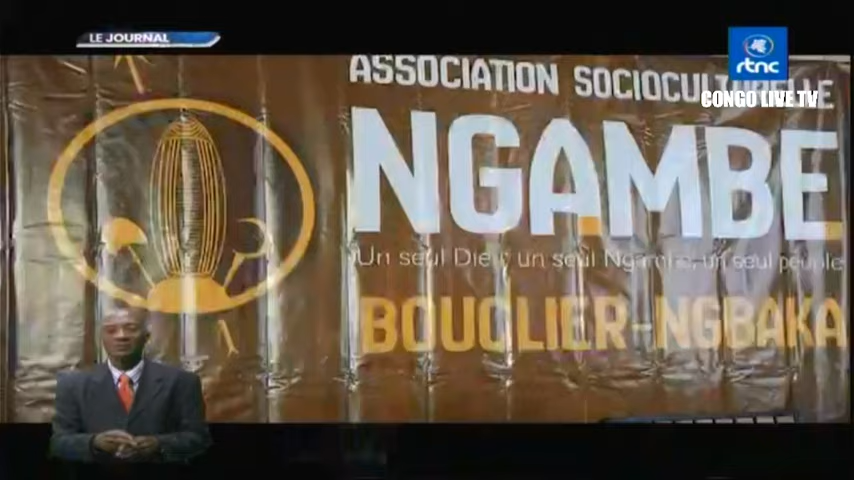 LE JOURNAL
rtnc
CONGO LIVE TV
ASSOCIATION SOCIOCULTURELLE
NGAMBE
Un seul Dieu, un seul Ngambe, un seul peuple
BOUCLIER-NGBAKA